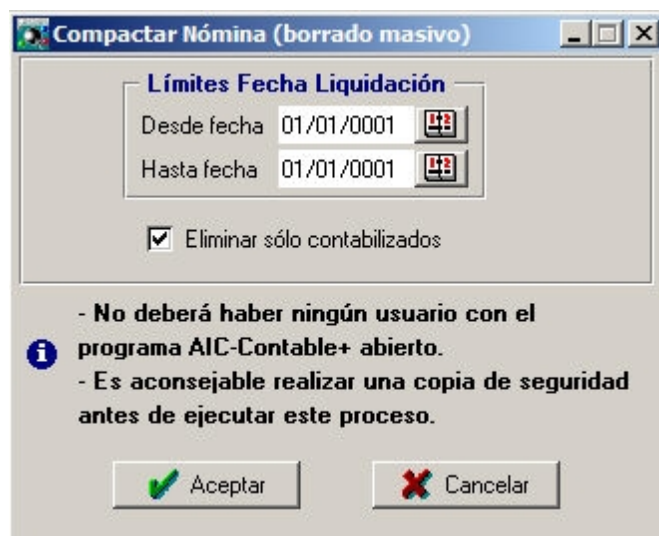 Compactar Nómina (borrado masivo)
Límites Fecha Liquidación
Desde fecha 01/01/0001
Hasta fecha 01/01/0001
Eliminar sólo contabilizados
- No deberá haber ningún usuario con el
programa AIC-Contable+ abierto.
- Es aconsejable realizar una copia de seguridad
antes de ejecutar este proceso.
Aceptar Cancelar